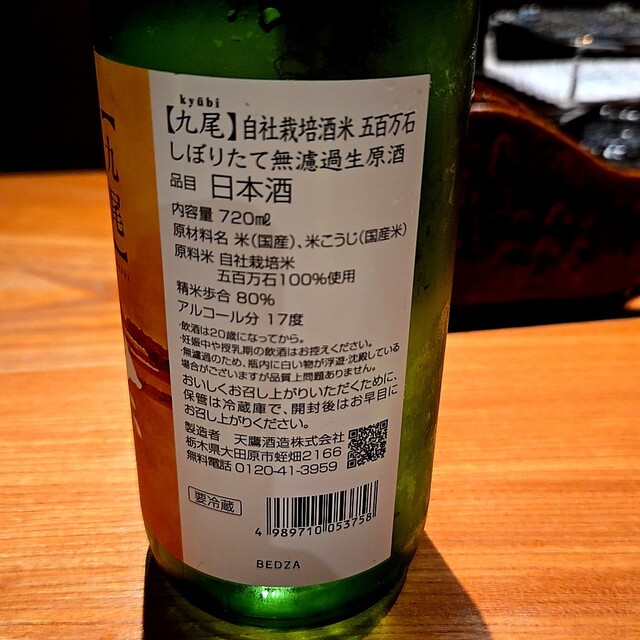 kyūbi
【九尾】自社栽培酒米 五百万石
しぼりたて無濾過生原酒
品目 日本酒
内容量 720㎖
原材料名 米(国産)、米こうじ(国産米)
原料米 自社栽培米
五百万石100%使用
精米歩合 80%
アルコール分 17度
・飲酒は20歳になってから。
・妊娠中や授乳期の飲酒はお控えください。
・無濾過のため、瓶内に白い物が浮遊・沈殿している
場合がございますが品質上問題ありません。
おいしくお召し上がりいただくために、
保管は冷蔵庫で、開封後はお早目に
お召し上がりください。
製造者 天鷹酒造株式会社
栃木県大田原市蛭畑2166
無料電話 0120-41-3959
要冷蔵
4 989710 053758
BEDZA
【九尾】